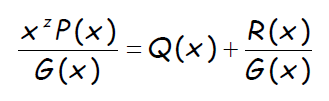 x^z P(x) / G(x) = Q(x) + R(x) / G(x)